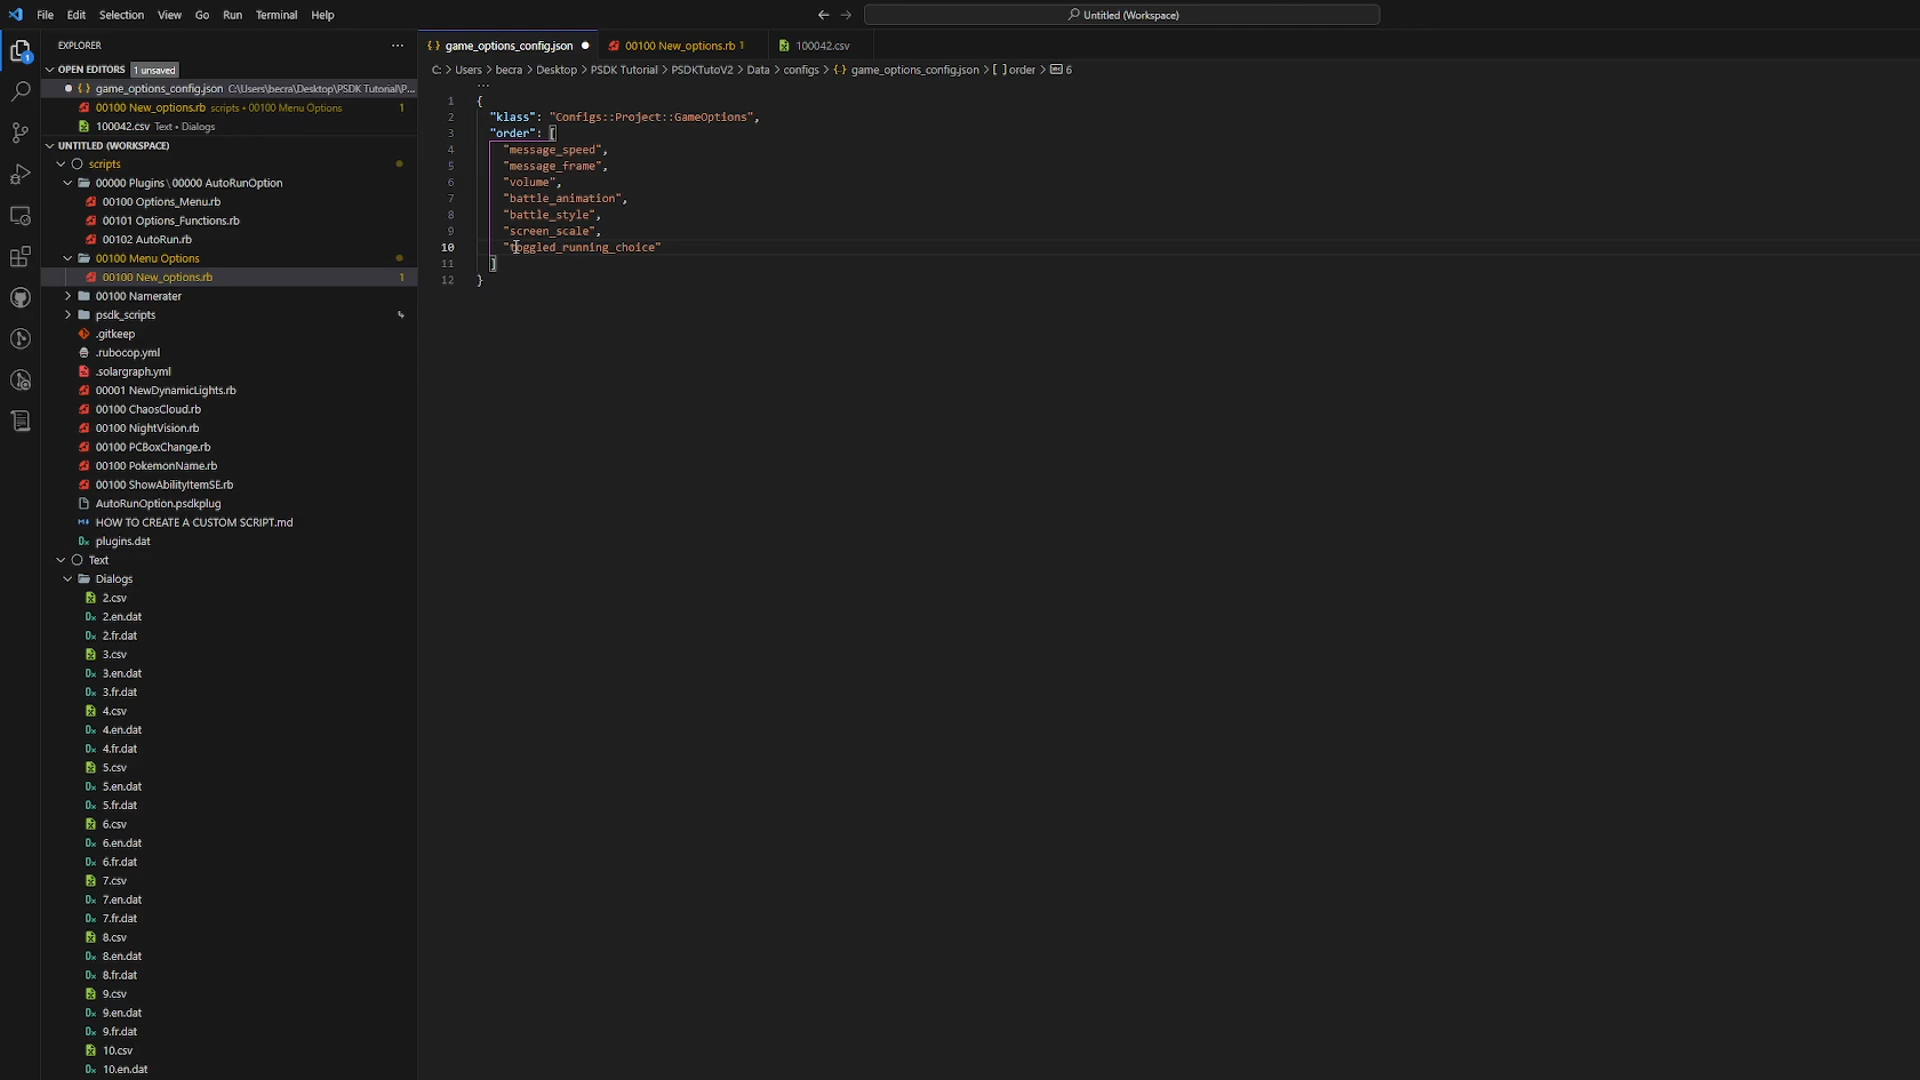 File Edit Selection View Go Run Terminal Help
Untitled (Workspace)
EXPLORER
OPEN EDITORS 1 unsaved
game_options_config.json C:\Users\becra\Desktop\PSDK Tutorial\P...
00100 New_options.rb scripts • 00100 Menu Options 1
100042.csv Text • Dialogs
UNTITLED (WORKSPACE)
scripts
00000 Plugins \ 00000 AutoRunOption
00100 Options_Menu.rb
00101 Options_Functions.rb
00102 AutoRun.rb
00100 Menu Options
00100 New_options.rb 1
00100 Namerater
psdk_scripts
.gitkeep
.rubocop.yml
.solargraph.yml
00001 NewDynamicLights.rb
00100 ChaosCloud.rb
00100 NightVision.rb
00100 PCBoxChange.rb
00100 PokemonName.rb
00100 ShowAbilityItemSE.rb
AutoRunOption.psdkplug
HOW TO CREATE A CUSTOM SCRIPT.md
plugins.dat
Text
Dialogs
2.csv
2.en.dat
2.fr.dat
3.csv
3.en.dat
3.fr.dat
4.csv
4.en.dat
4.fr.dat
5.csv
5.en.dat
5.fr.dat
6.csv
6.en.dat
6.fr.dat
7.csv
7.en.dat
7.fr.dat
8.csv
8.en.dat
8.fr.dat
9.csv
9.en.dat
9.fr.dat
10.csv
10.en.dat
game_options_config.json 00100 New_options.rb 1 100042.csv
C: > Users > becra > Desktop > PSDK Tutorial > PSDKTutoV2 > Data > configs > {} game_options_config.json > [ ] order > 6
1 {
2 "klass": "Configs::Project::GameOptions",
3 "order": [
4 "message_speed",
5 "message_frame",
6 "volume",
7 "battle_animation",
8 "battle_style",
9 "screen_scale",
10 "toggled_running_choice"
11 ]
12 }